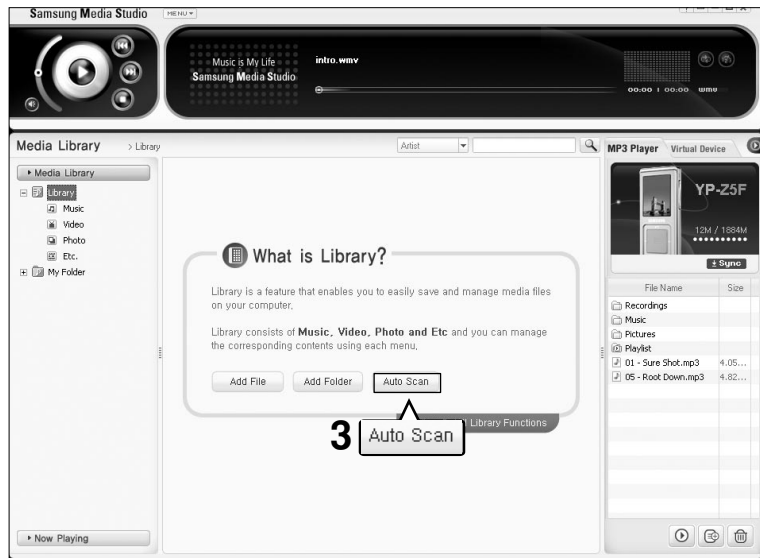 Samsung Media Studio
MENU
Music is My Life
Samsung Media Studio
intro.wmv
00:00 I 00:00 wmv
Media Library
> Library
Artist
Media Library
Library
Music
Video
Photo
Etc.
My Folder
Now Playing
What is Library?
Library is a feature that enables you to easily save and manage media files
on your computer,
Library consists of Music, Video, Photo and Etc and you can manage
the corresponding contents using each menu,
Add File
Add Folder
Auto Scan
Library Functions
3
Auto Scan
MP3 Player
Virtual Device
YP-Z5F
12M / 1884M
Sync
File Name
Size
Recordings
Music
Pictures
Playlist
01 - Sure Shot.mp3 4.05...
05 - Root Down.mp3 4.82...